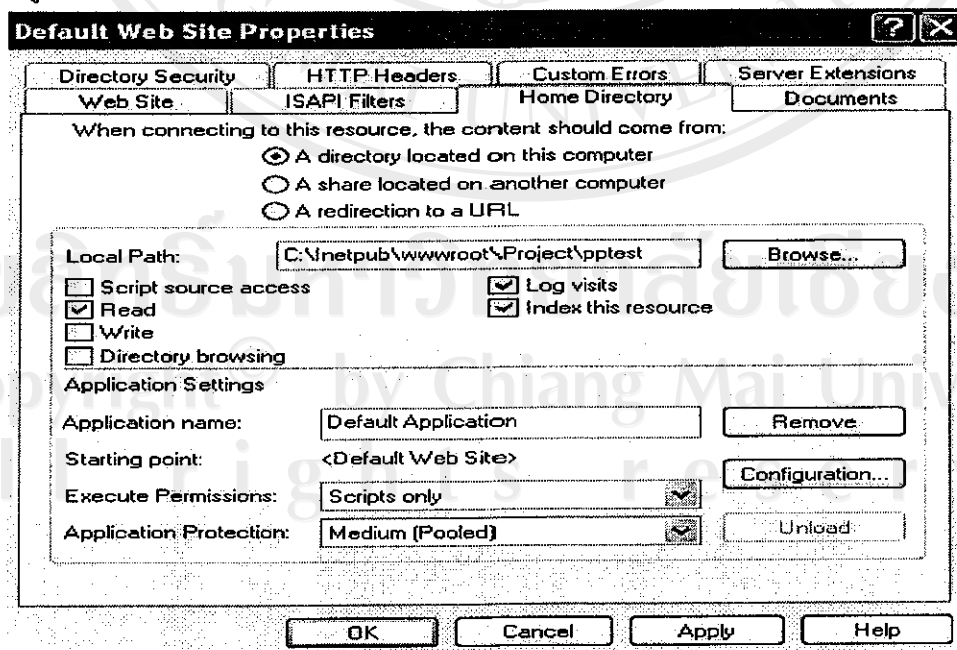 Default Web Site Properties
Directory Security HTTP Headers Custom Errors Server Extensions
Web Site ISAPI Filters Home Directory Documents
When connecting to this resource, the content should come from:
A directory located on this computer
A share located on another computer
A redirection to a URL
Local Path: C:\Inetpub\wwwroot\Project\pptest Browse...
Script source access Log visits
Read Index this resource
Write
Directory browsing
Application Settings
Application name: Default Application Remove
Starting point: <Default Web Site>
Configuration...
Execute Permissions: Scripts only
Application Protection: Medium (Pooled) Unload
OK Cancel Apply Help
by Chiang Mai